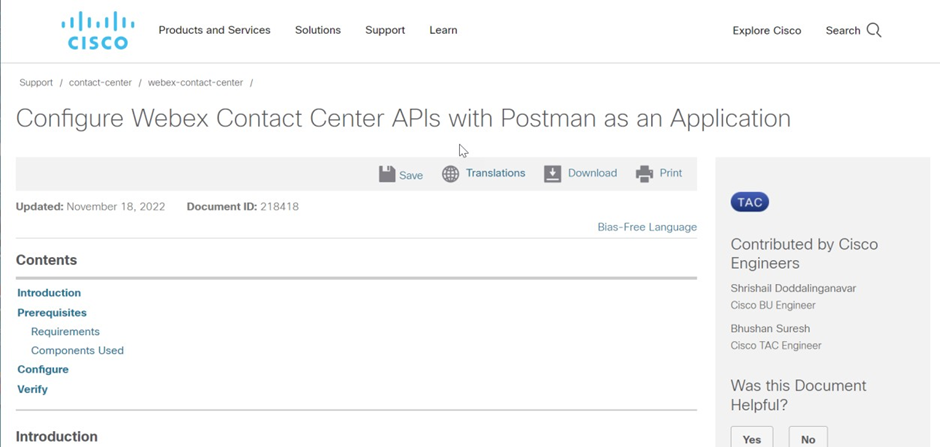 CISCO
Products and Services Solutions Support Learn Explore Cisco Search
Support / contact-center / webex-contact-center /
Configure Webex Contact Center APIs with Postman as an Application
Save Translations Download Print
Updated: November 18, 2022 Document ID: 218418
Bias-Free Language
Contents
Introduction
Prerequisites
Requirements
Components Used
Configure
Verify
Introduction
TAC
Contributed by Cisco
Engineers
Shrishail Doddalinganavar
Cisco BU Engineer
Bhushan Suresh
Cisco TAC Engineer
Was this Document
Helpful?
Yes No